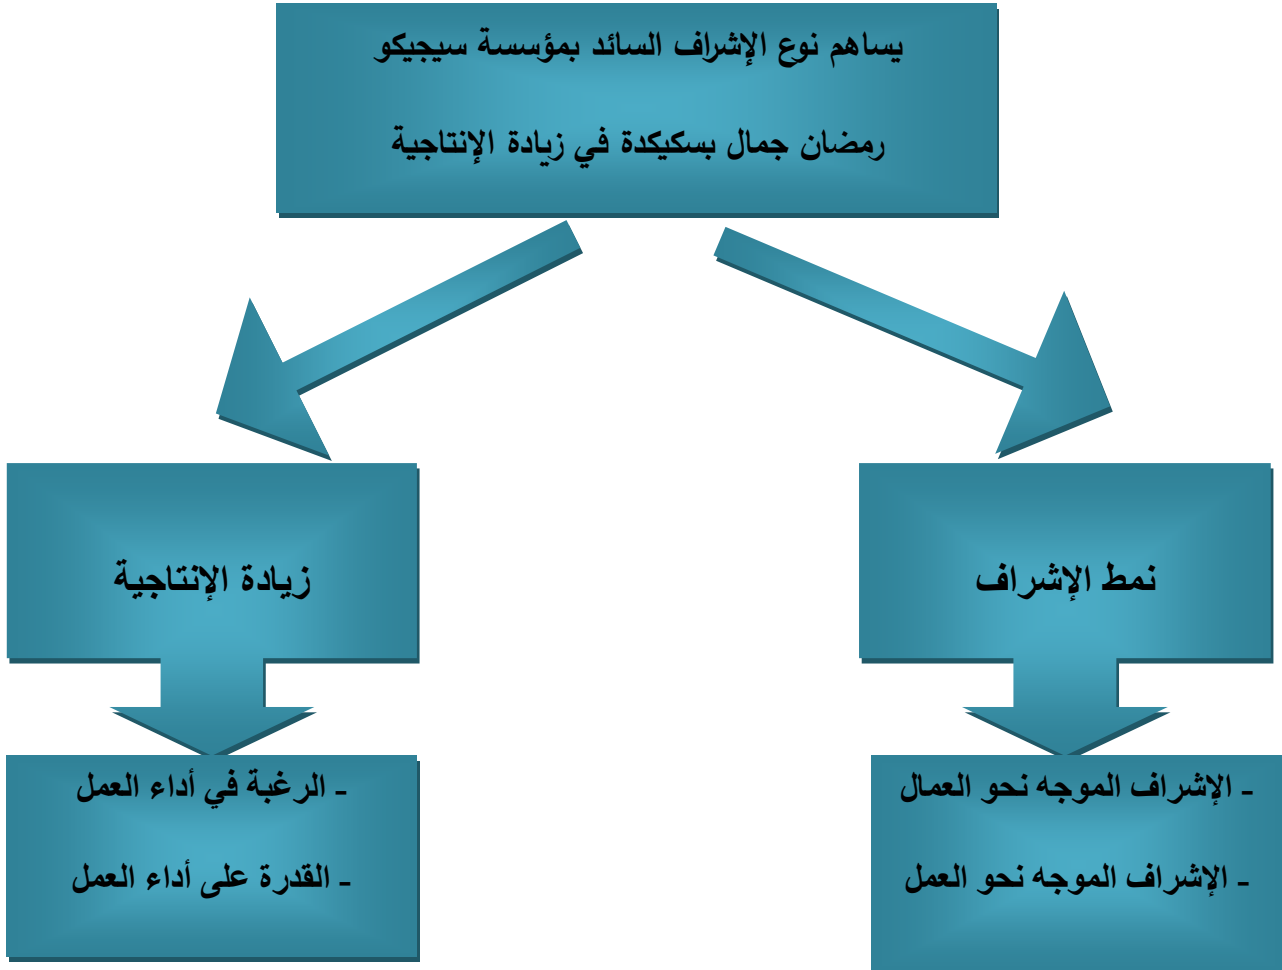 يساهم نوع الإشراف السائد بمؤسسة سيجيكو
رمضان جمال بسكيكدة في زيادة الإنتاجية
نمط الإشراف
زيادة الإنتاجية
- الإشراف الموجه نحو العمال
- الإشراف الموجه نحو العمل
- الرغبة في أداء العمل
- القدرة على أداء العمل